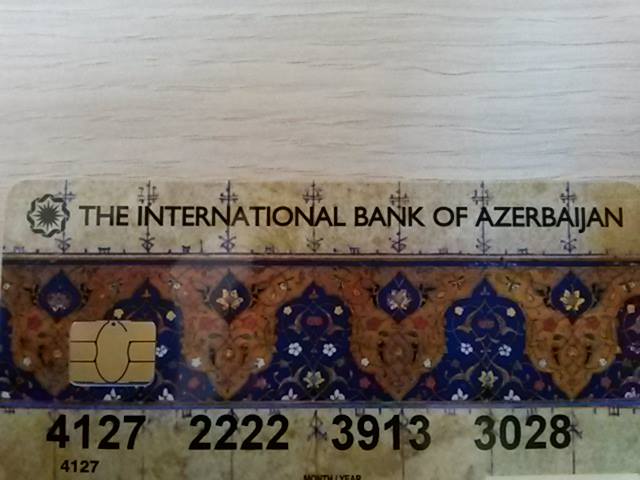 THE INTERNATIONAL BANK OF AZERBAIJAN
4127 2222 3913 3028
4127
MONTH / YEAR